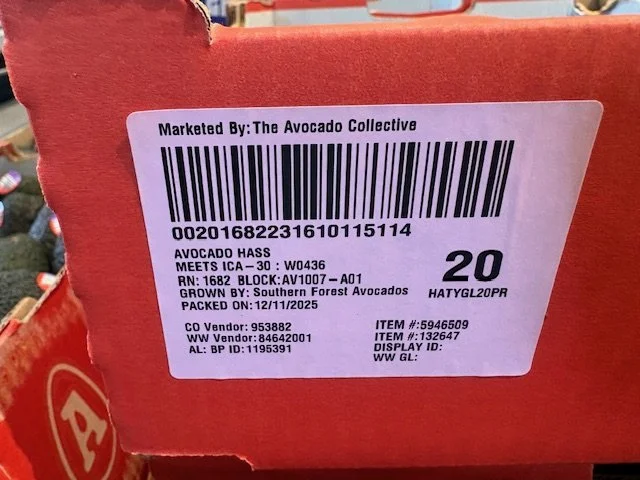 Marketed By: The Avocado Collective
00201682231610115114
AVOCADO HASS
MEETS ICA-30 : W0436
RN: 1682 BLOCK:AV1007-A01
GROWN BY: Southern Forest Avocados
PACKED ON:12/11/2025
20
HATYGL20PR
CO Vendor: 953882
WW Vendor: 84642001
AL: BP ID:1195391
ITEM #:5946509
ITEM #:132647
DISPLAY ID:
WW GL:
A